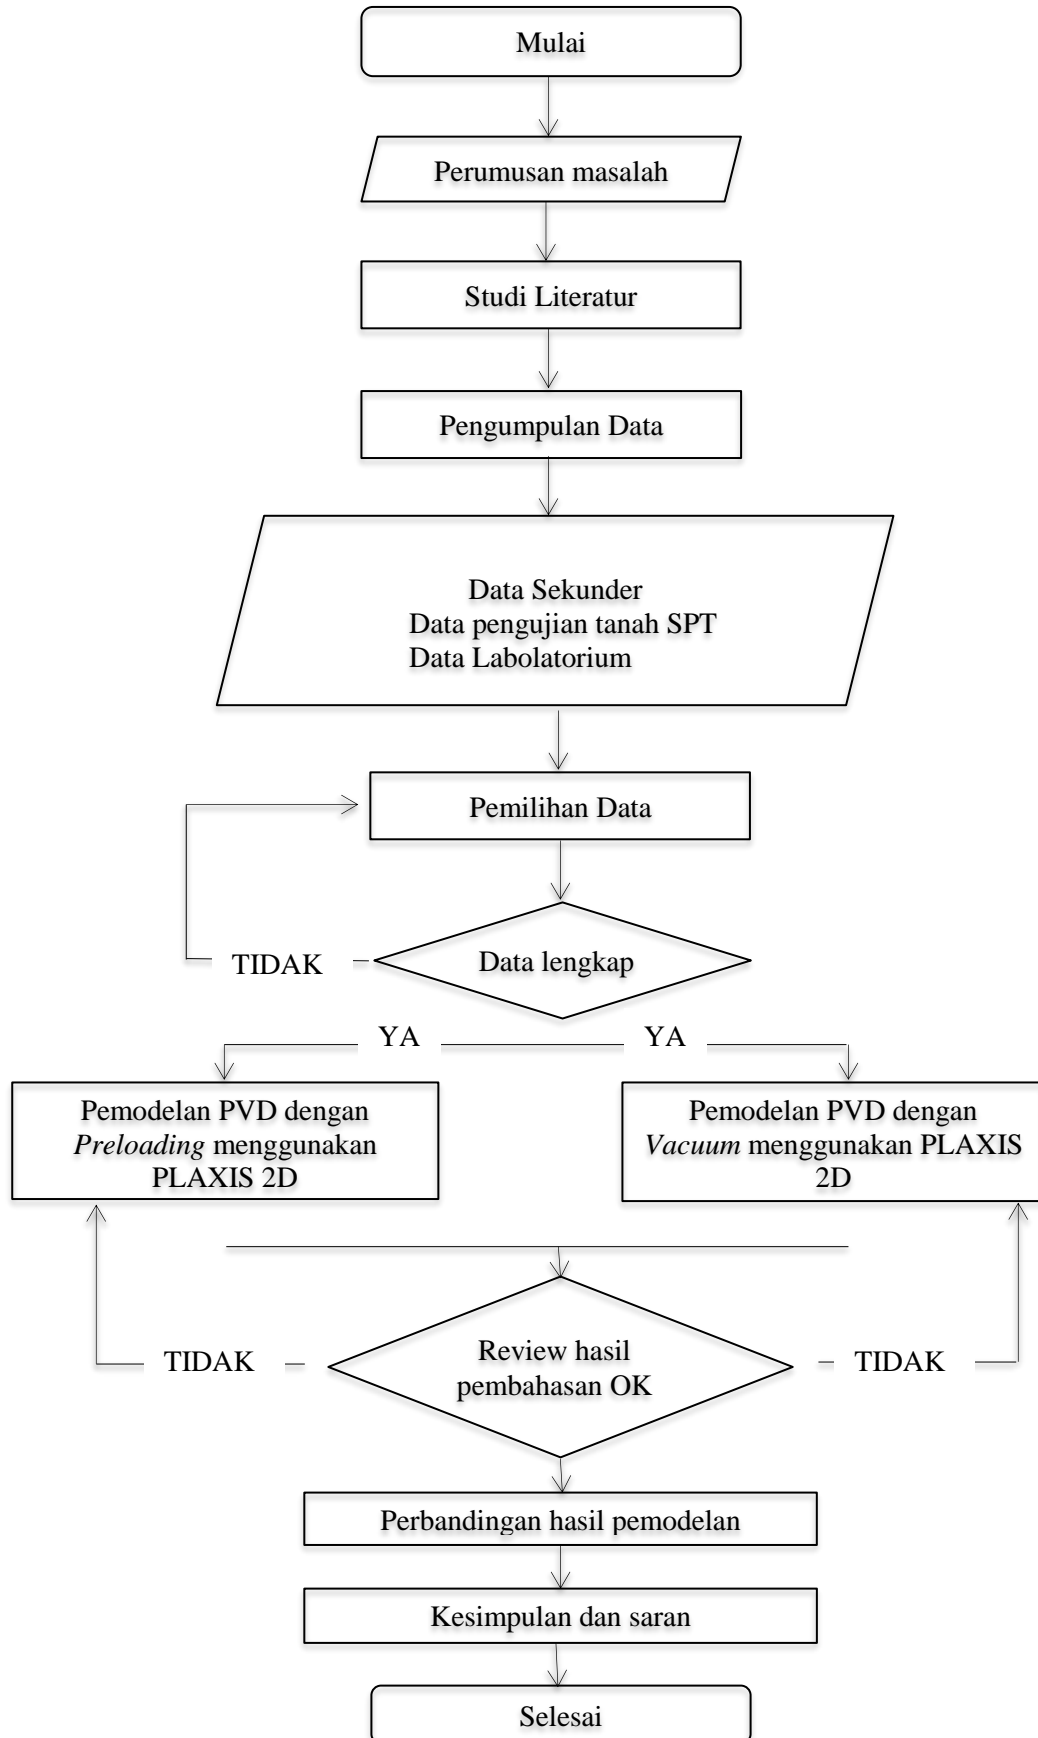 Mulai
Perumusan masalah
Studi Literatur
Pengumpulan Data
Data Sekunder
Data pengujian tanah SPT
Data Labolatorium
Pemilihan Data
Data lengkap
TIDAK
YA
YA
Pemodelan PVD dengan
Preloading menggunakan
PLAXIS 2D
Pemodelan PVD dengan
Vacuum menggunakan PLAXIS
2D
TIDAK
Review hasil
pembahasan OK
TIDAK
Perbandingan hasil pemodelan
Kesimpulan dan saran
Selesai